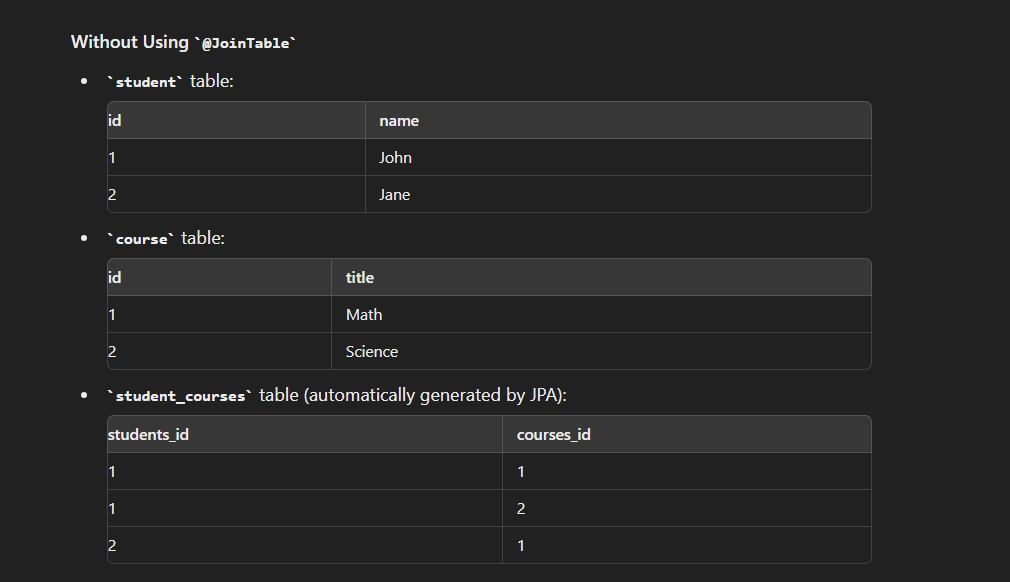 Without Using `@JoinTable`
• `student` table:
id name
1 John
2 Jane
• `course` table:
id title
1 Math
2 Science
• `student_courses` table (automatically generated by JPA):
students_id courses_id
1 1
1 2
2 1